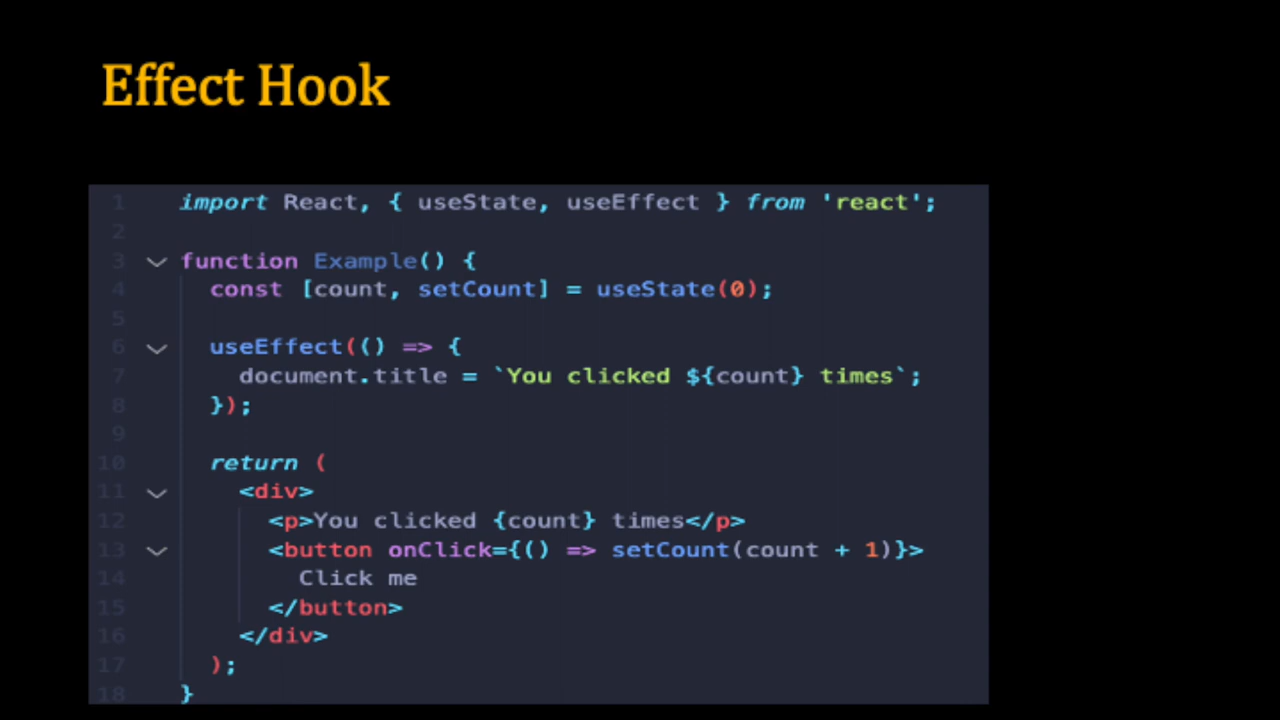 Effect Hook
1 import React, { useState, useEffect } from 'react';
2
3 function Example() {
4 const [count, setCount] = useState(0);
5
6 useEffect(() => {
7 document.title = `You clicked ${count} times`;
8 });
9
10 return (
11 <div>
12 <p>You clicked {count} times</p>
13 <button onClick={() => setCount(count + 1)}>
14 Click me
15 </button>
16 </div>
17 );
18 }